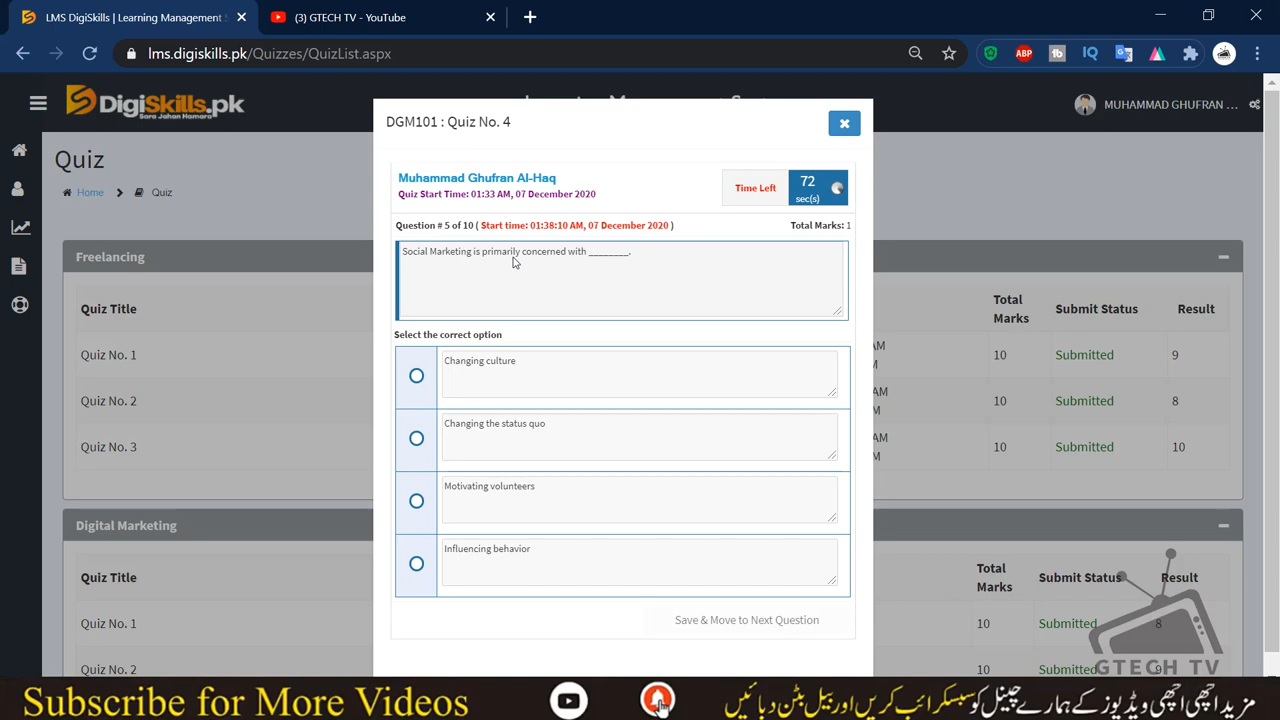 LMS DigiSkills | Learning Management S
(3) GTECH TV - YouTube
lms.digiskills.pk/Quizzes/QuizList.aspx
ABP
IQ
DigiSkills.pk
Sara Jahan Hamara
MUHAMMAD GHUFRAN ...
Quiz
Home
Quiz
DGM101 : Quiz No. 4
Muhammad Ghufran Al-Haq
Quiz Start Time: 01:33 AM, 07 December 2020
Time Left
72
sec(s)
Question # 5 of 10 ( Start time: 01:38:10 AM, 07 December 2020 )
Total Marks: 1
Social Marketing is primarily concerned with ________.
Select the correct option
Changing culture
Changing the status quo
Motivating volunteers
Influencing behavior
Save & Move to Next Question
Freelancing
Quiz Title
Total
Marks
Submit Status
Result
Quiz No. 1
AM
M
10
Submitted
9
Quiz No. 2
AM
M
10
Submitted
8
Quiz No. 3
AM
M
10
Submitted
10
Digital Marketing
Quiz Title
Total
Marks
Submit Status
Result
Quiz No. 1
10
Submitted
8
Quiz No. 2
10
Submitted
9
GTECH TV
Subscribe for More Videos
مزید اچھی اچھی ویڈیوز کے ہمارے چینل کو سبسکرائب کریں اور بیل بٹن دبائیں